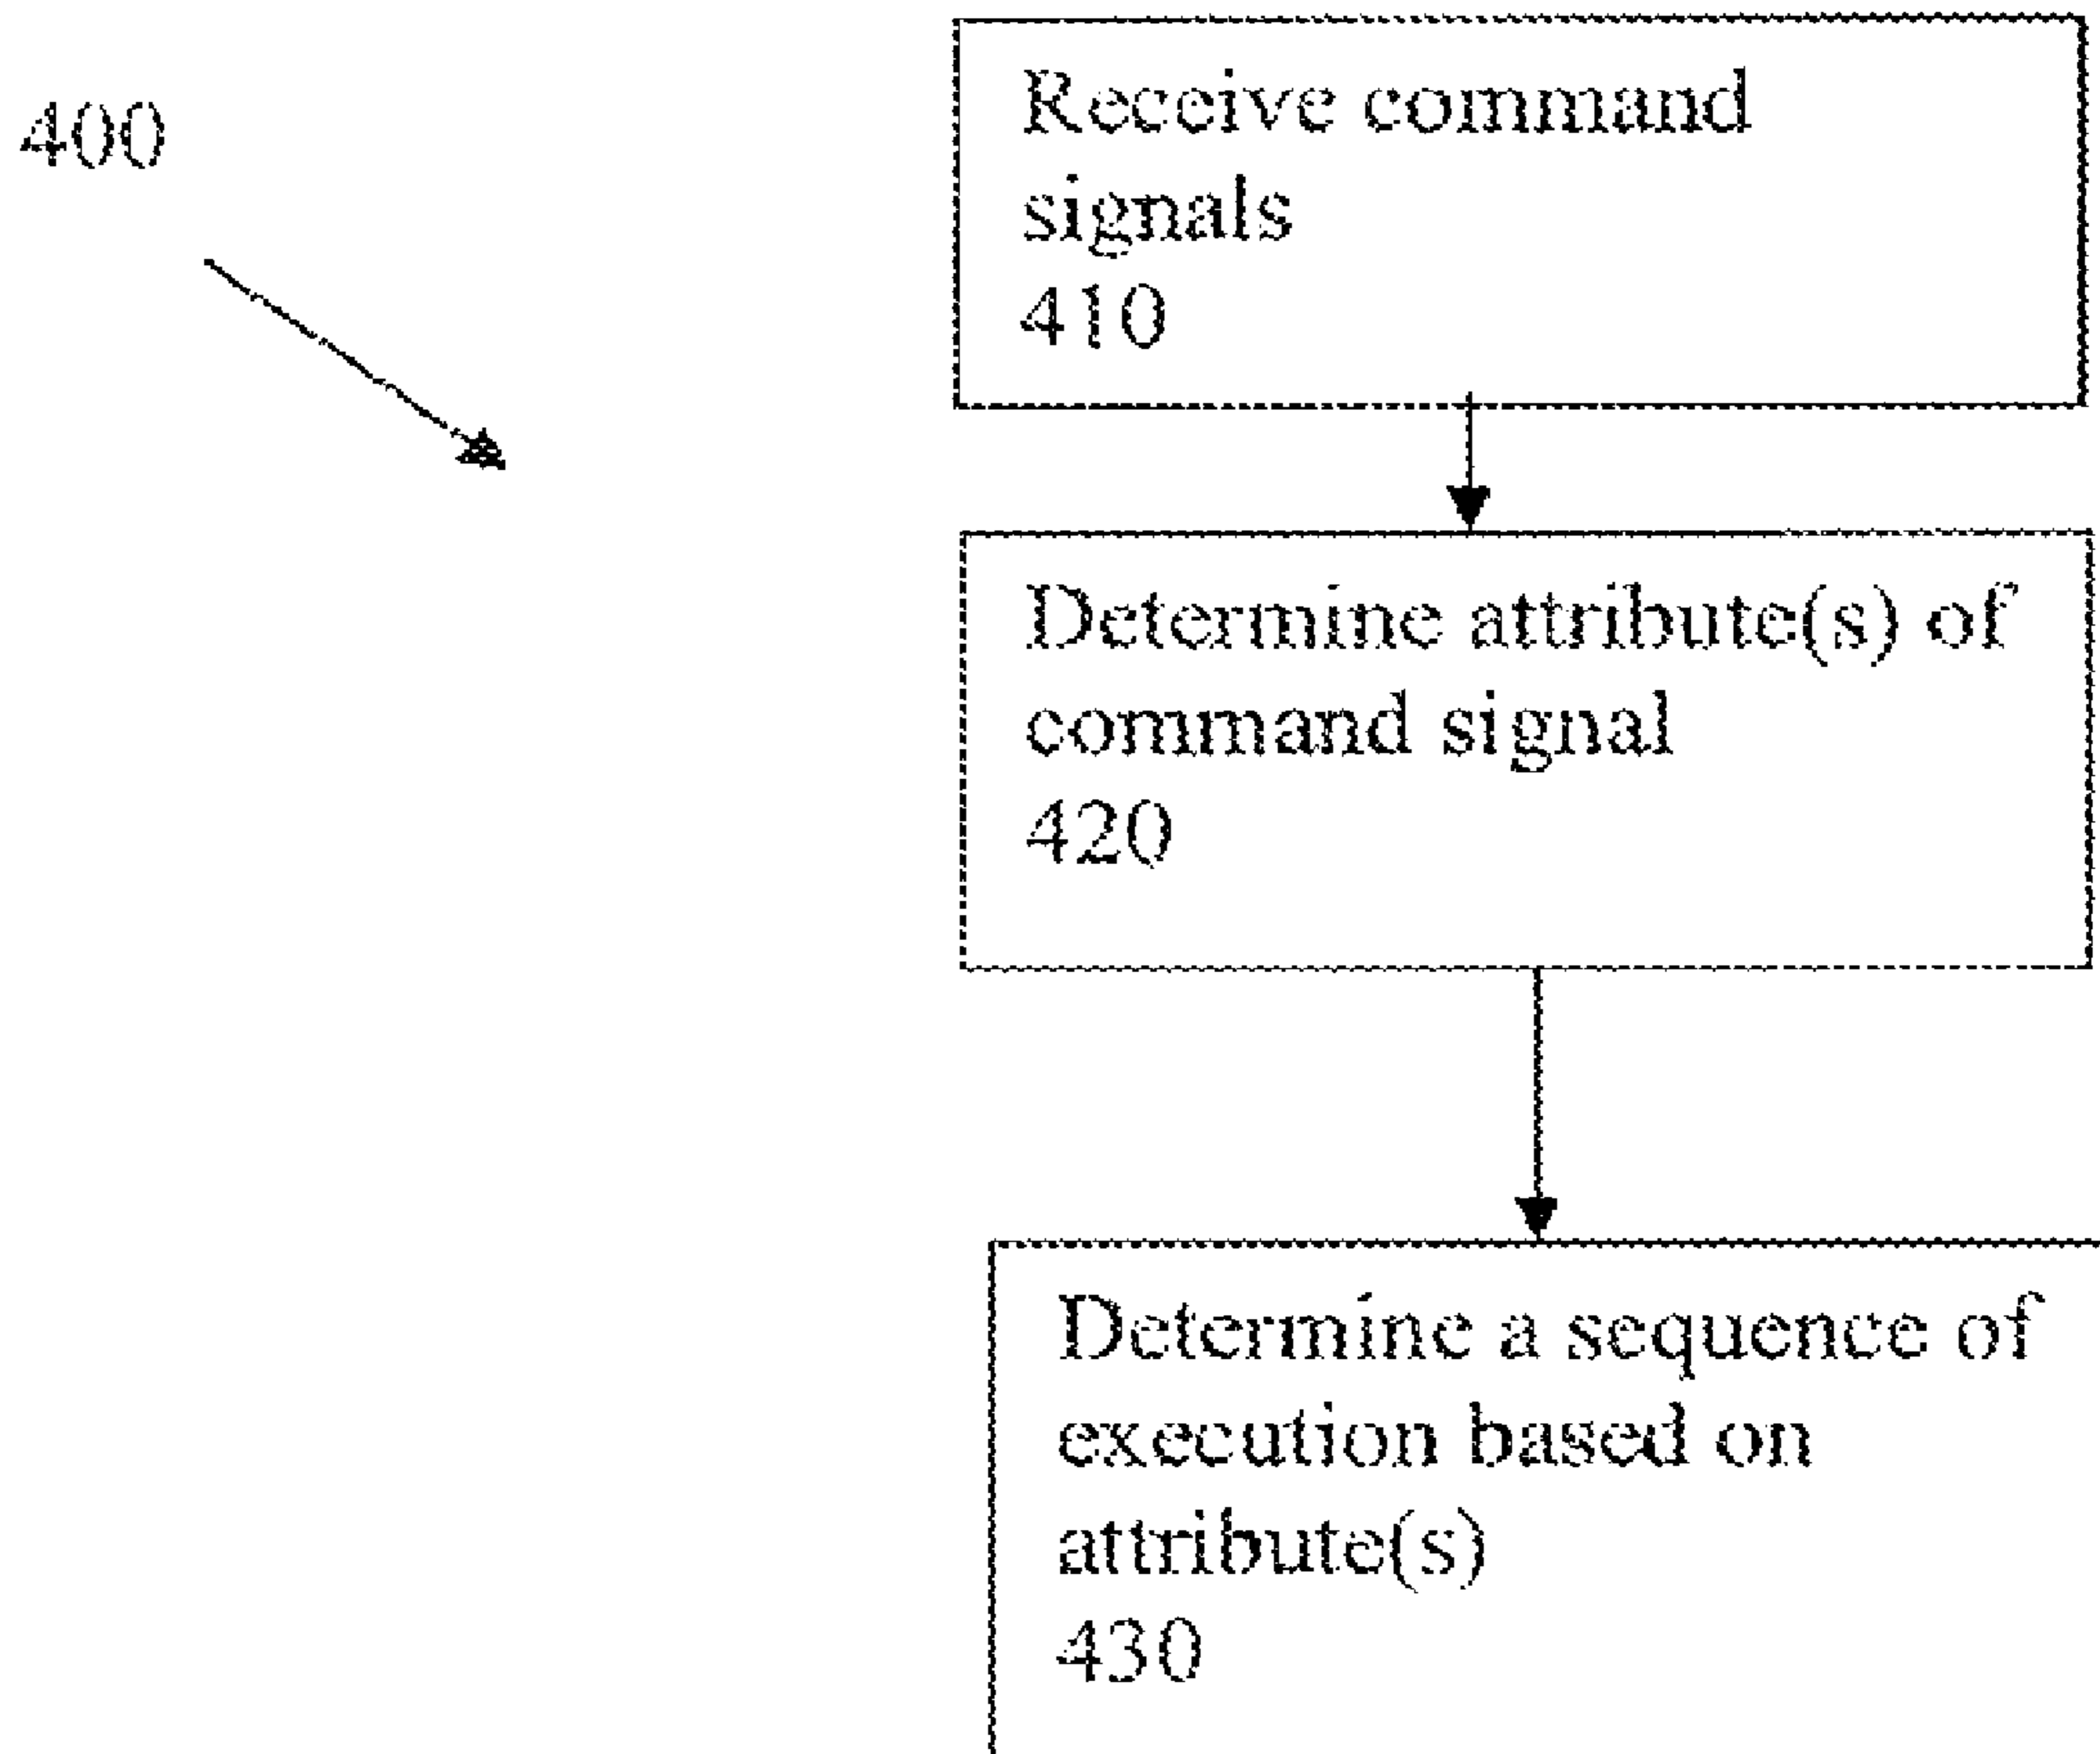 400
Receive command
signals
410
Determine attribute(s) of
command signal
420
Determine a sequence of
execution based on
attribute(s)
430